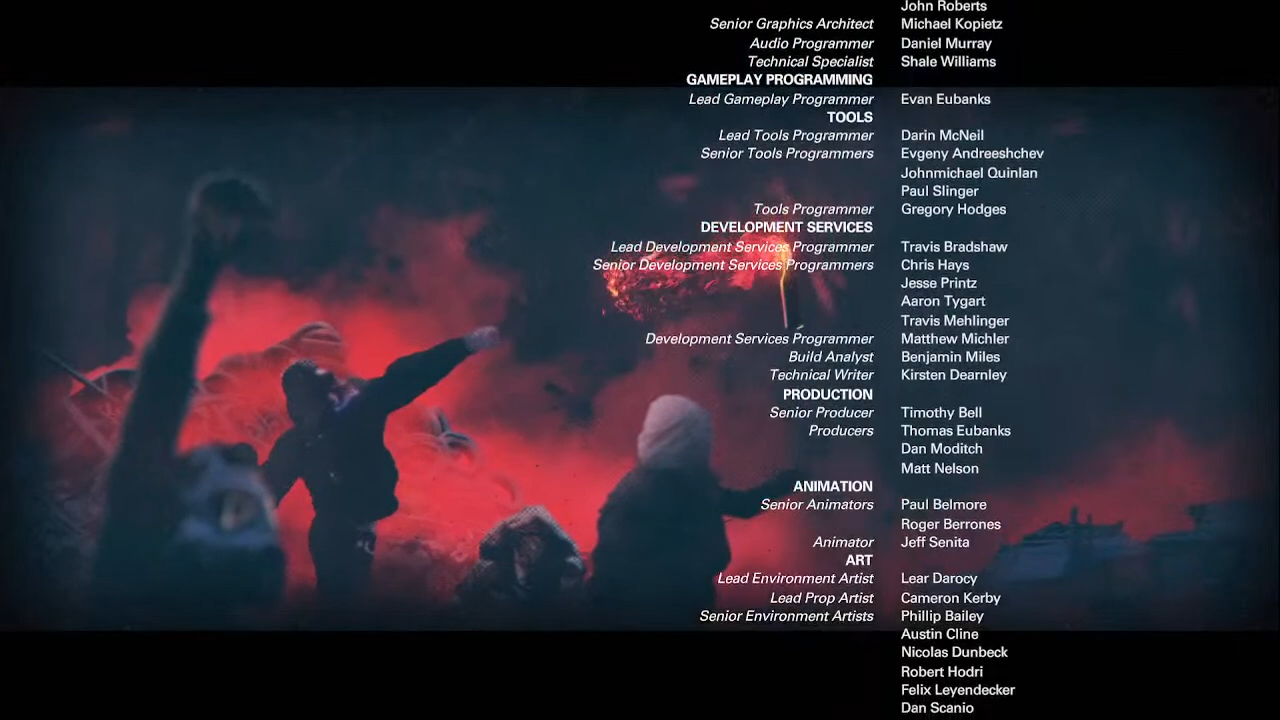 John Roberts
Senior Graphics Architect Michael Kopietz
Audio Programmer Daniel Murray
Technical Specialist Shale Williams
GAMEPLAY PROGRAMMING
Lead Gameplay Programmer Evan Eubanks
TOOLS
Lead Tools Programmer Darin McNeil
Senior Tools Programmers Evgeny Andreeshchev
Johnmichael Quinlan
Paul Slinger
Tools Programmer Gregory Hodges
DEVELOPMENT SERVICES
Lead Development Services Programmer Travis Bradshaw
Senior Development Services Programmers Chris Hays
Jesse Printz
Aaron Tygart
Travis Mehlinger
Development Services Programmer Matthew Michler
Build Analyst Benjamin Miles
Technical Writer Kirsten Dearnley
PRODUCTION
Senior Producer Timothy Bell
Producers Thomas Eubanks
Dan Moditch
Matt Nelson
ANIMATION
Senior Animators Paul Belmore
Roger Berrones
Animator Jeff Senita
ART
Lead Environment Artist Lear Darocy
Lead Prop Artist Cameron Kerby
Senior Environment Artists Phillip Bailey
Austin Cline
Nicolas Dunbeck
Robert Hodri
Felix Leyendecker
Dan Scanio